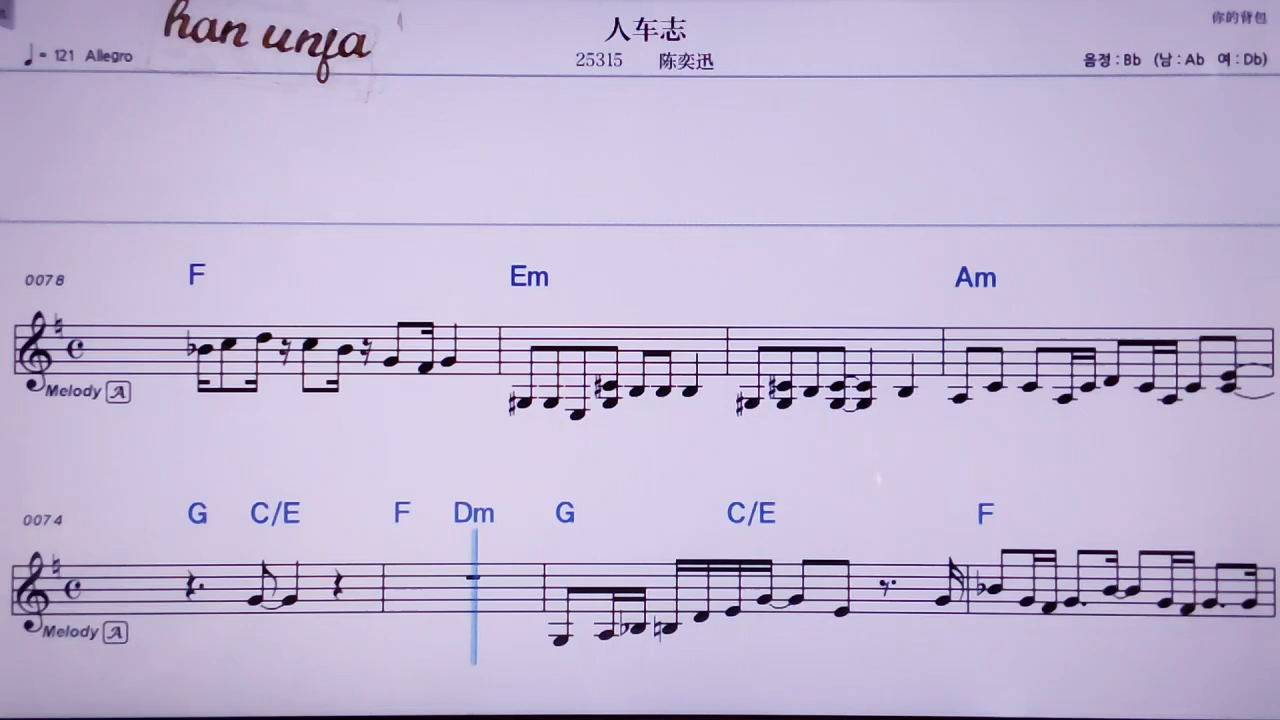 han unfa
人车志
你的背包
♩= 121 Allegro
25315 陈奕迅
음정 : Bb (남 : Ab 여 : Db)
0078
F Em Am
Melody A
0074
G C/E F Dm G C/E F
Melody A